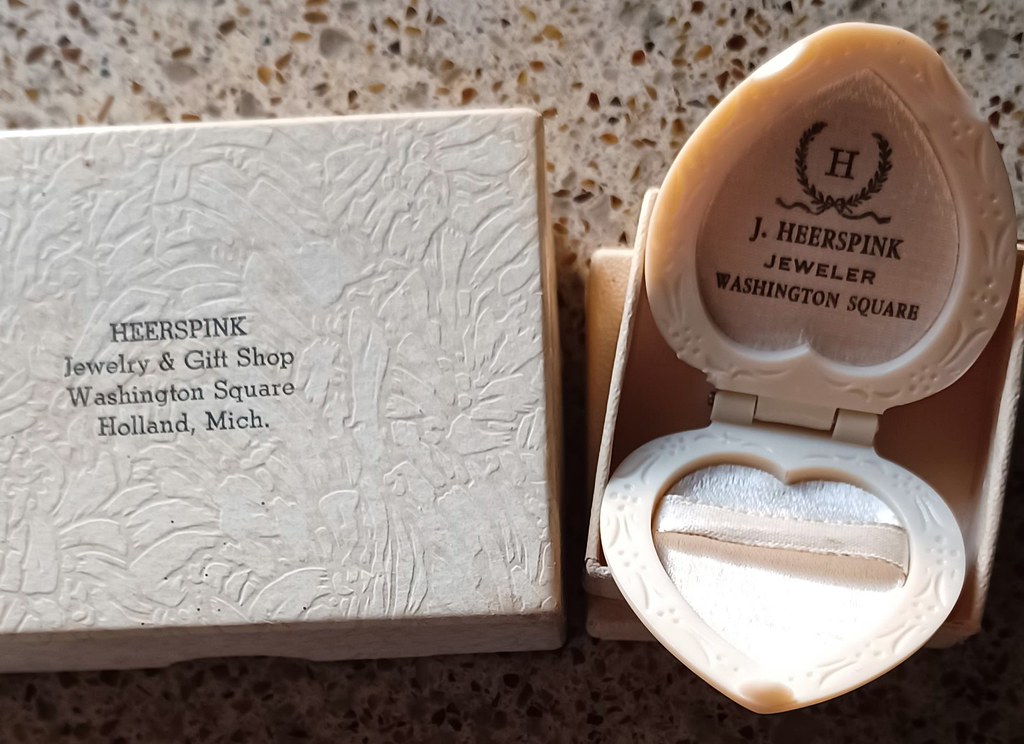 HEERSPINK
Jewelry & Gift Shop
Washington Square
Holland, Mich.
H
J. HEERSPINK
JEWELER
WASHINGTON SQUARE